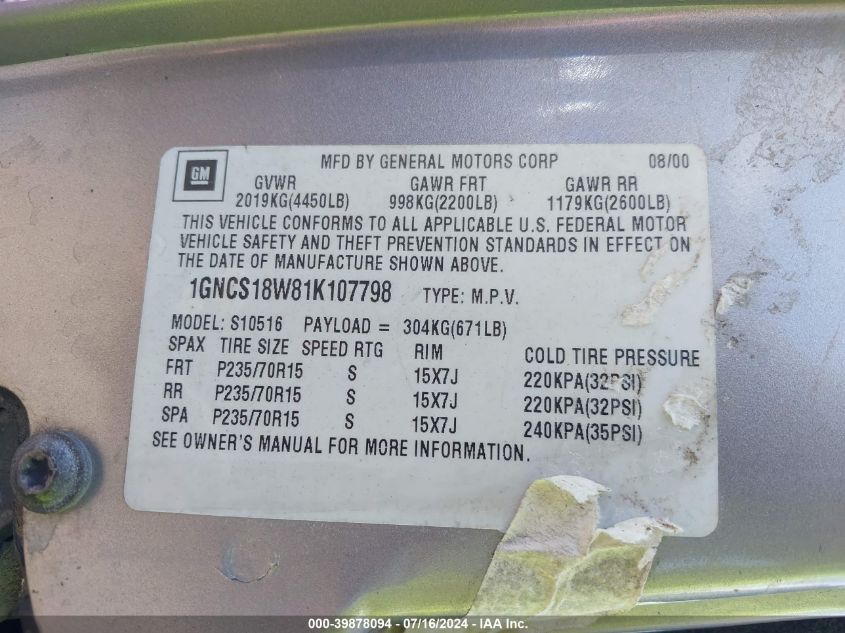 GM
MFD BY GENERAL MOTORS CORP 08/00
GVWR GAWR FRT GAWR RR
2019KG(4450LB) 998KG(2200LB) 1179KG(2600LB)
THIS VEHICLE CONFORMS TO ALL APPLICABLE U.S. FEDERAL MOTOR
VEHICLE SAFETY AND THEFT PREVENTION STANDARDS IN EFFECT ON
THE DATE OF MANUFACTURE SHOWN ABOVE.
1GNCS18W81K107798 TYPE: M.P.V.
MODEL: S10516 PAYLOAD = 304KG(671LB)
SPAX TIRE SIZE SPEED RTG RIM COLD TIRE PRESSURE
FRT P235/70R15 S 15X7J 220KPA(32PSI)
RR P235/70R15 S 15X7J 220KPA(32PSI)
SPA P235/70R15 S 15X7J 240KPA(35PSI)
SEE OWNER'S MANUAL FOR MORE INFORMATION.
000-39878094 / 07/16/2024 - IAA Inc.